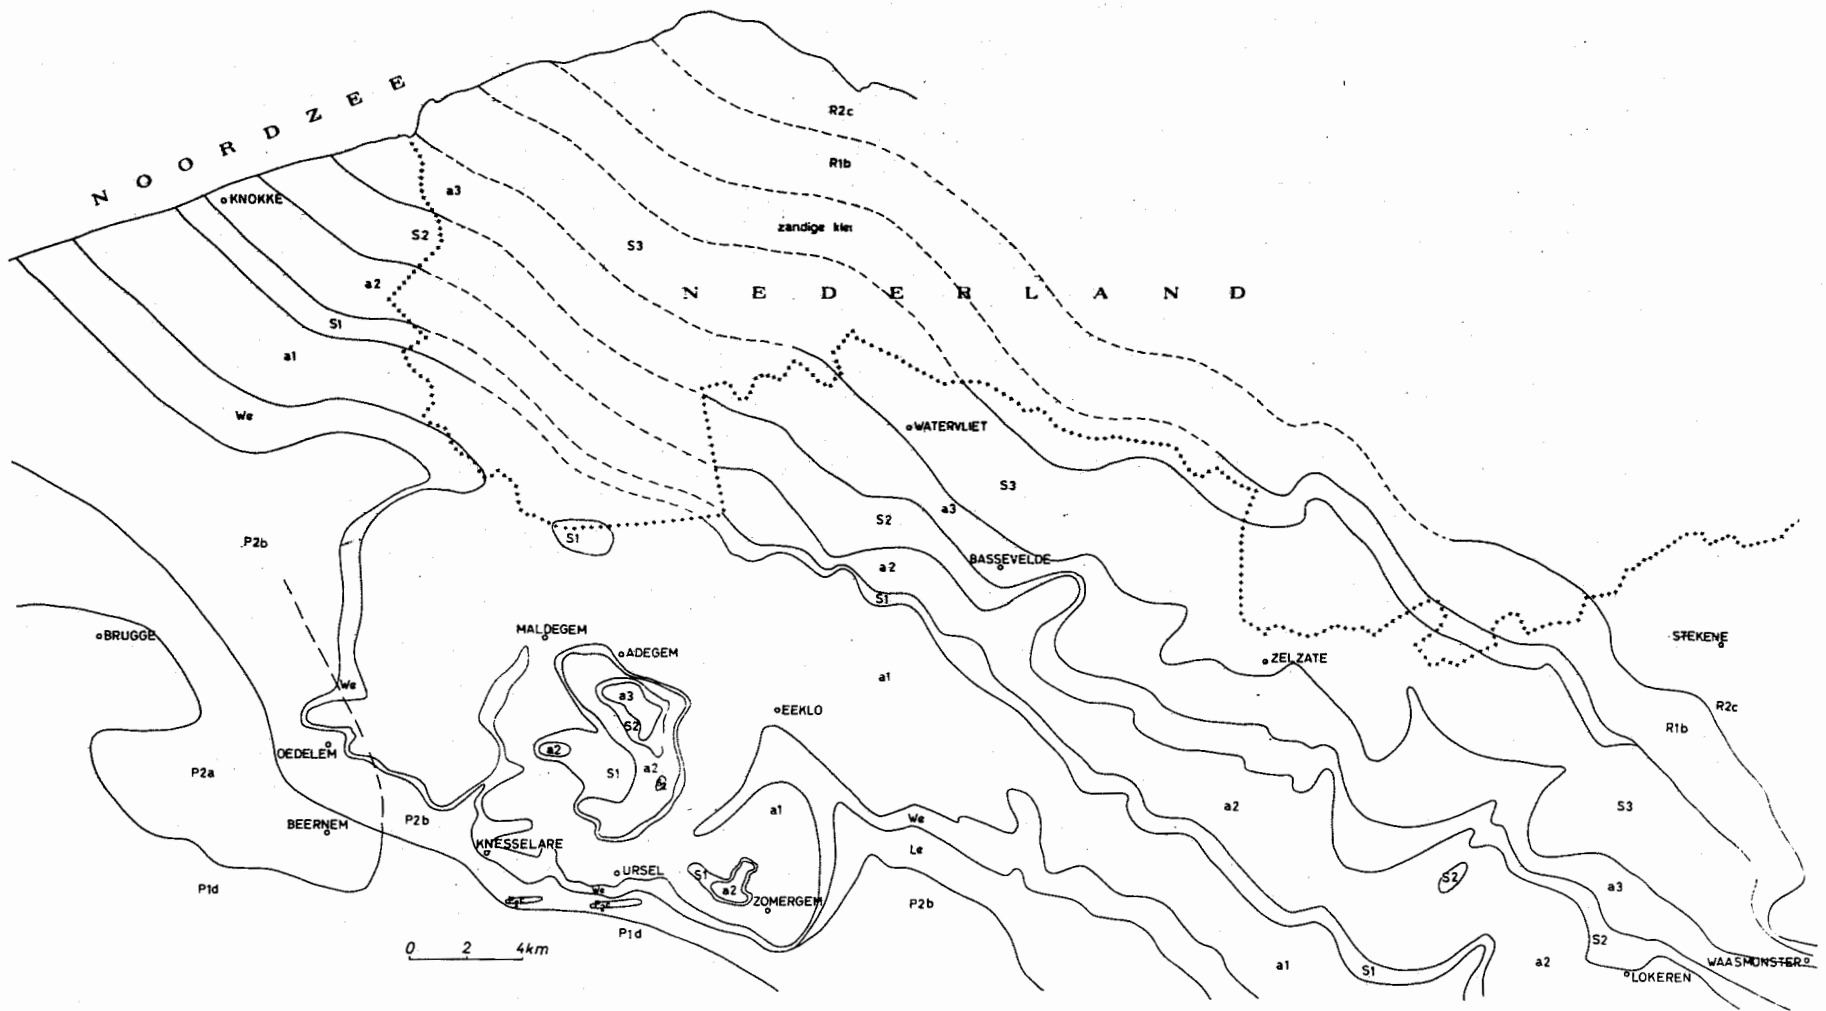 NOORDZEE
R2c
R1b
a3
KNOKKE
zandige klei
S2
S3
a2
NEDERLAND
S1
a1
We
WATERVLIET
S3
a3
S2
P2b
S1
BASSEVELDE
a2
S1
MALDEGEM
BRUGGE
ADEGEM
STEKENE
ZELZATE
a1
We
a3
EEKLO
R2c
S2
R1b
OEDELEM
a2
P2a
S1
a2
a2
S3
a1
P2b
We
BEERNEM
KNESSELARE
Le
URSEL
S1
S2
a2
a3
P1d
We
ZOMERGEM
P2b
P1d
S2
0 2 4km
a1
S1
a2
WAASMUNSTER
LOKEREN